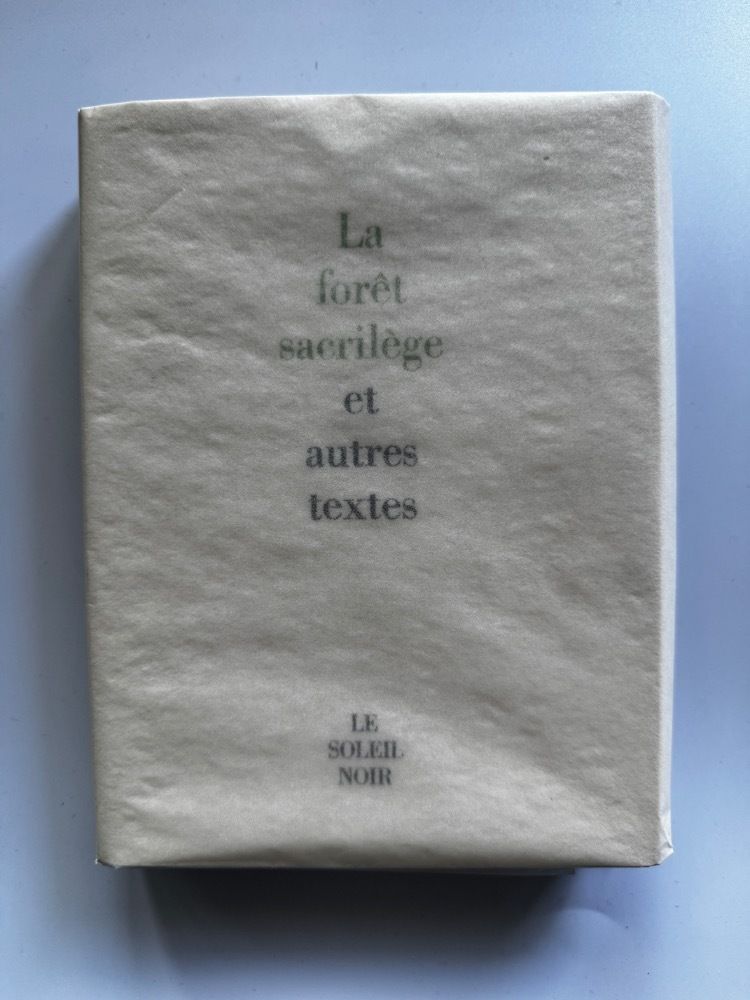 La
forêt
sacrilège
et
autres
textes
LE
SOLEIL
NOIR